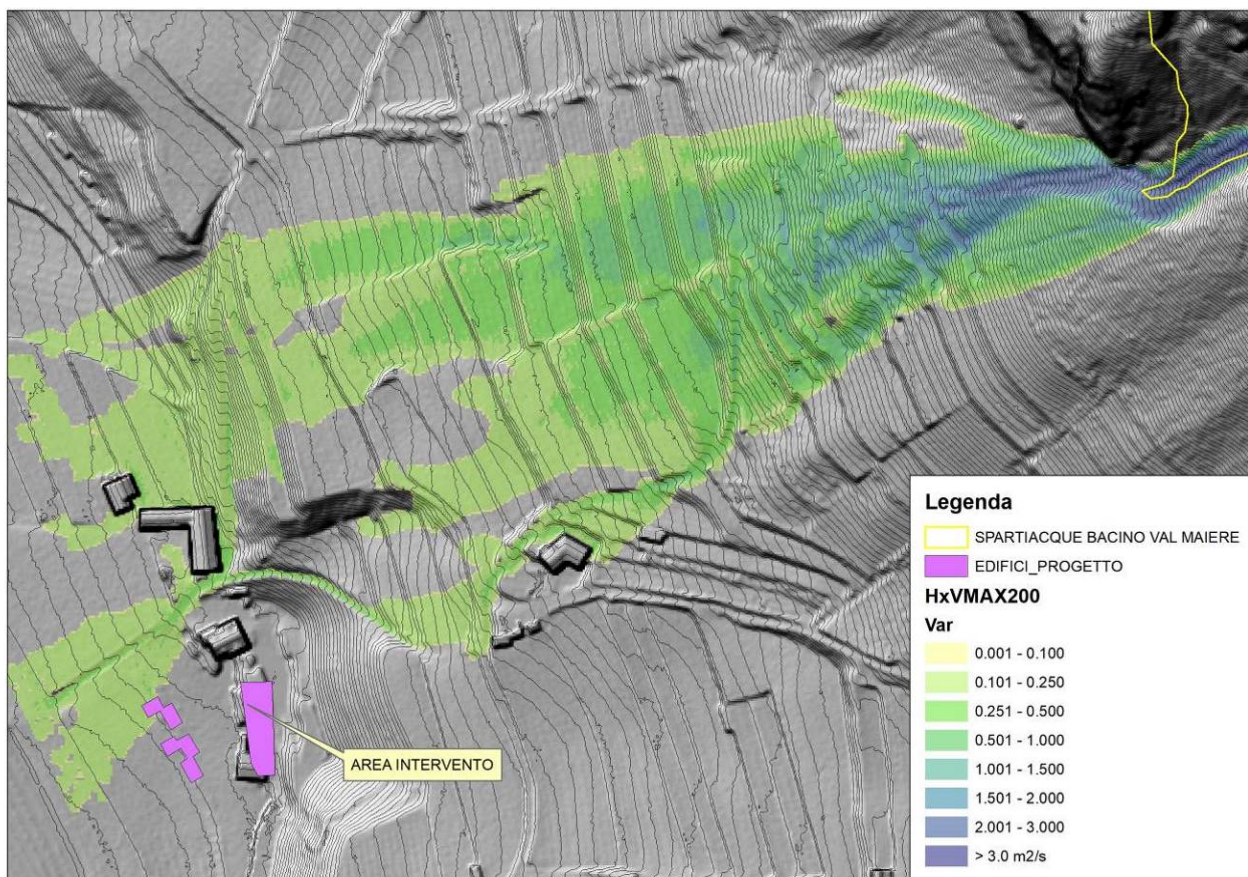 AREA INTERVENTO
Legenda
SPARTIACQUE BACINO VAL MAIERE
EDIFICI_PROGETTO
HxVMAX200
Var
0.001 - 0.100
0.101 - 0.250
0.251 - 0.500
0.501 - 1.000
1.001 - 1.500
1.501 - 2.000
2.001 - 3.000
> 3.0 m2/s